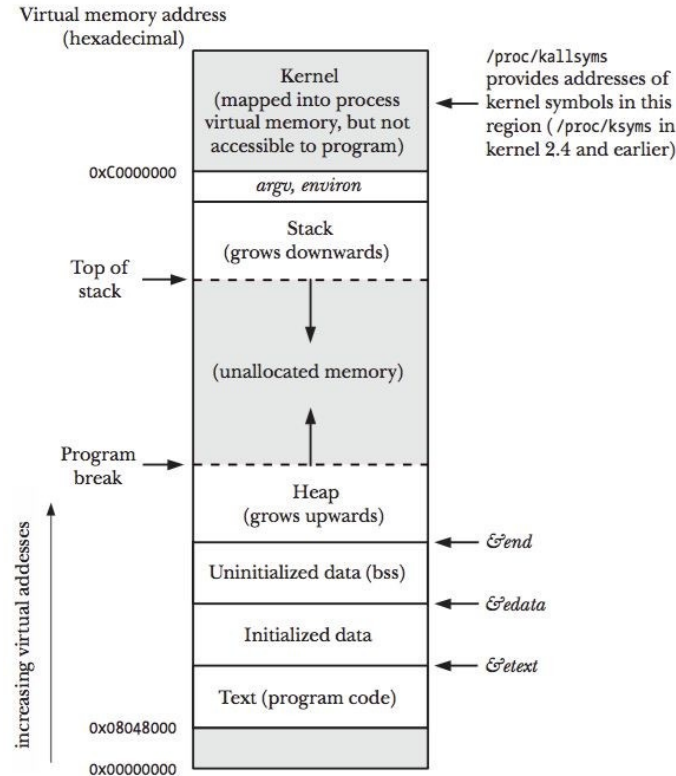 Virtual memory address
(hexadecimal)
/proc/kallsyms
provides addresses of
kernel symbols in this
region (/proc/ksyms in
kernel 2.4 and earlier)
Kernel
(mapped into process
virtual memory, but not
accessible to program)
0xC0000000
argv, environ
Stack
(grows downwards)
Top of
stack
(unallocated memory)
Program
break
Heap
(grows upwards)
&end
Uninitialized data (bss)
&edata
Initialized data
&etext
Text (program code)
0x08048000
0x00000000
increasing virtual addesses